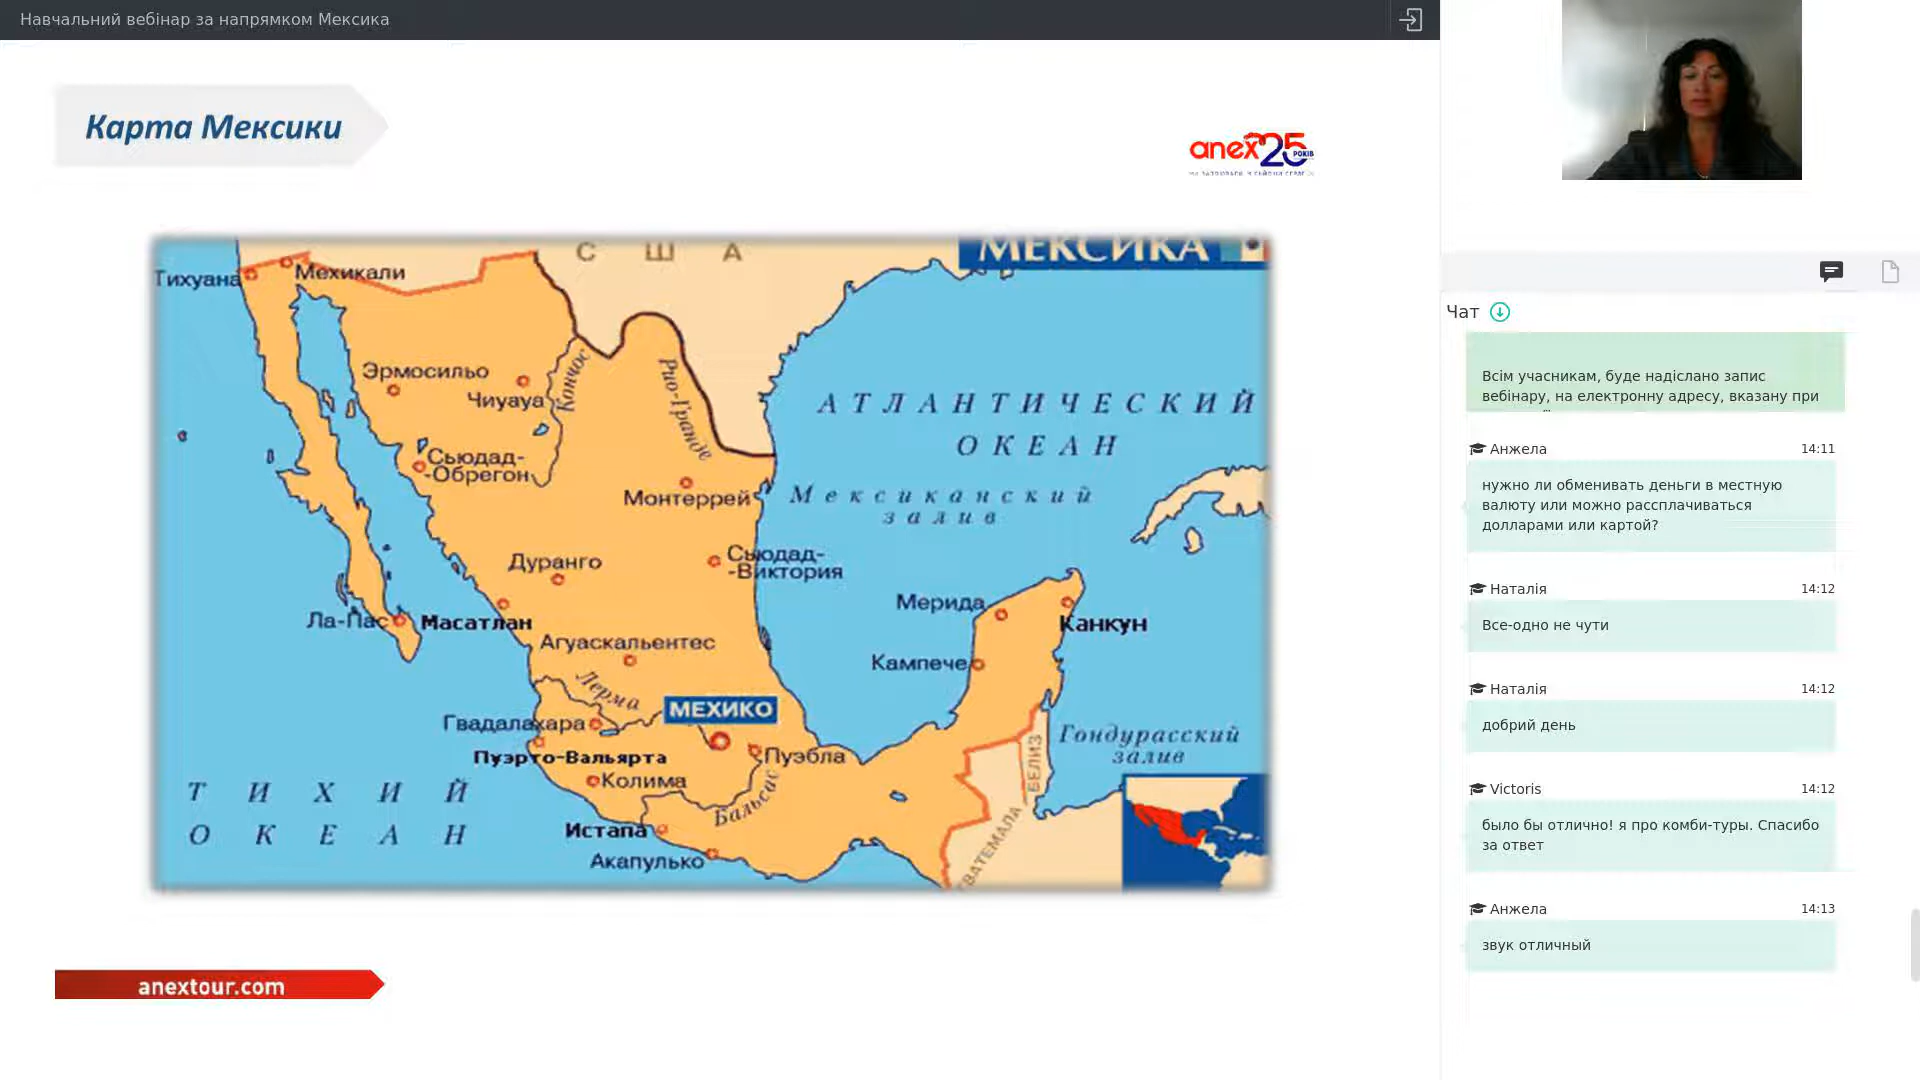 Навчальний вебінар за напрямком Мексика
Карта Мексики
anex25
РОКІВ
США
МЕКСИКА
Тихуана
Мехикали
Эрмосильо
Чиуауа
Кончос
Рио-Гранде
АТЛАНТИЧЕСКИЙ
ОКЕАН
Сьюдад-
-Обрегон
Монтеррей
Мексиканский
залив
Дуранго
Сьюдад-
-Виктория
Мерида
Канкун
Ла-Пас
Масатлан
Агуаскальентес
Кампече
Лерма
МЕХИКО
Гвадалахара
Гондурасский
залив
Пуэрто-Вальярта
Пуэбла
БЕЛИЗ
Колима
Бальсас
ТИХИЙ
ОКЕАН
Истапа
Акапулько
ГВАТЕМАЛА
anextour.com
Чат
Всім учасникам, буде надіслано запис
вебінару, на електронну адресу, вказану при
Анжела 14:11
нужно ли обменивать деньги в местную
валюту или можно рассплачиваться
долларами или картой?
Наталія 14:12
Все-одно не чути
Наталія 14:12
добрий день
Victoris 14:12
было бы отлично! я про комби-туры. Спасибо
за ответ
Анжела 14:13
звук отличный